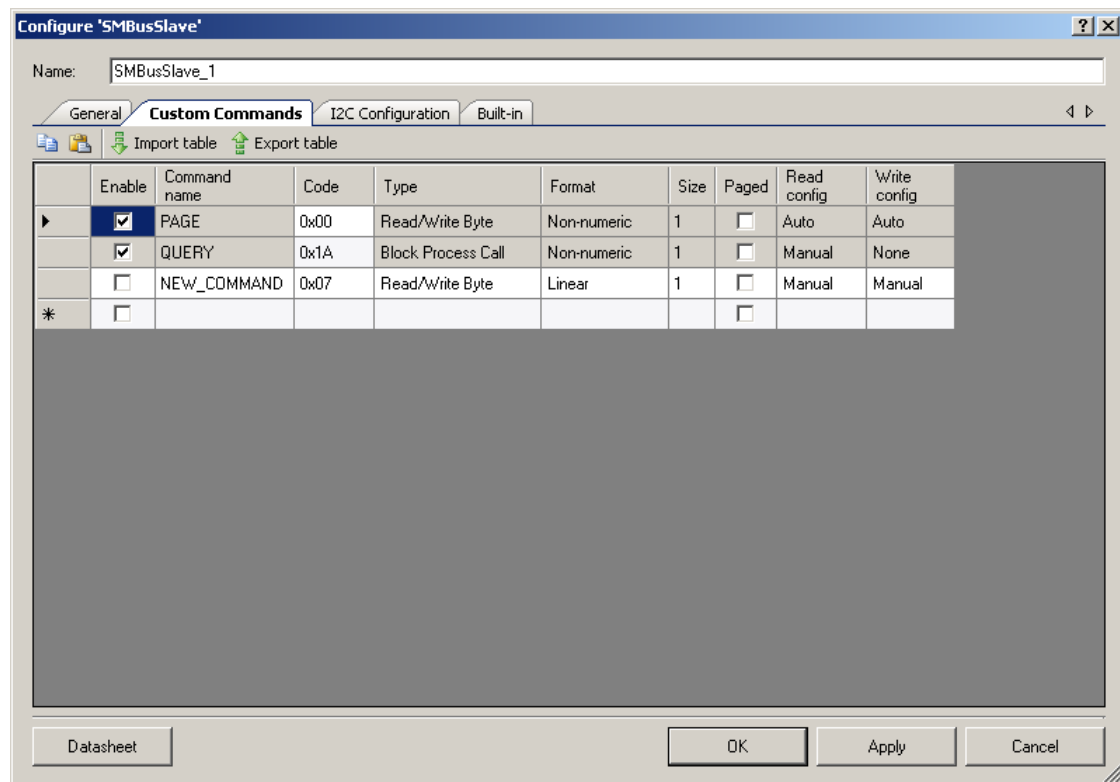 Configure 'SMBusSlave'
Name: SMBusSlave_1
General Custom Commands I2C Configuration Built-in
Import table Export table
Enable Command name Code Type Format Size Paged Read config Write config
PAGE 0x00 Read/Write Byte Non-numeric 1 Auto Auto
QUERY 0x1A Block Process Call Non-numeric 1 Manual None
NEW_COMMAND 0x07 Read/Write Byte Linear 1 Manual Manual
Datasheet OK Apply Cancel